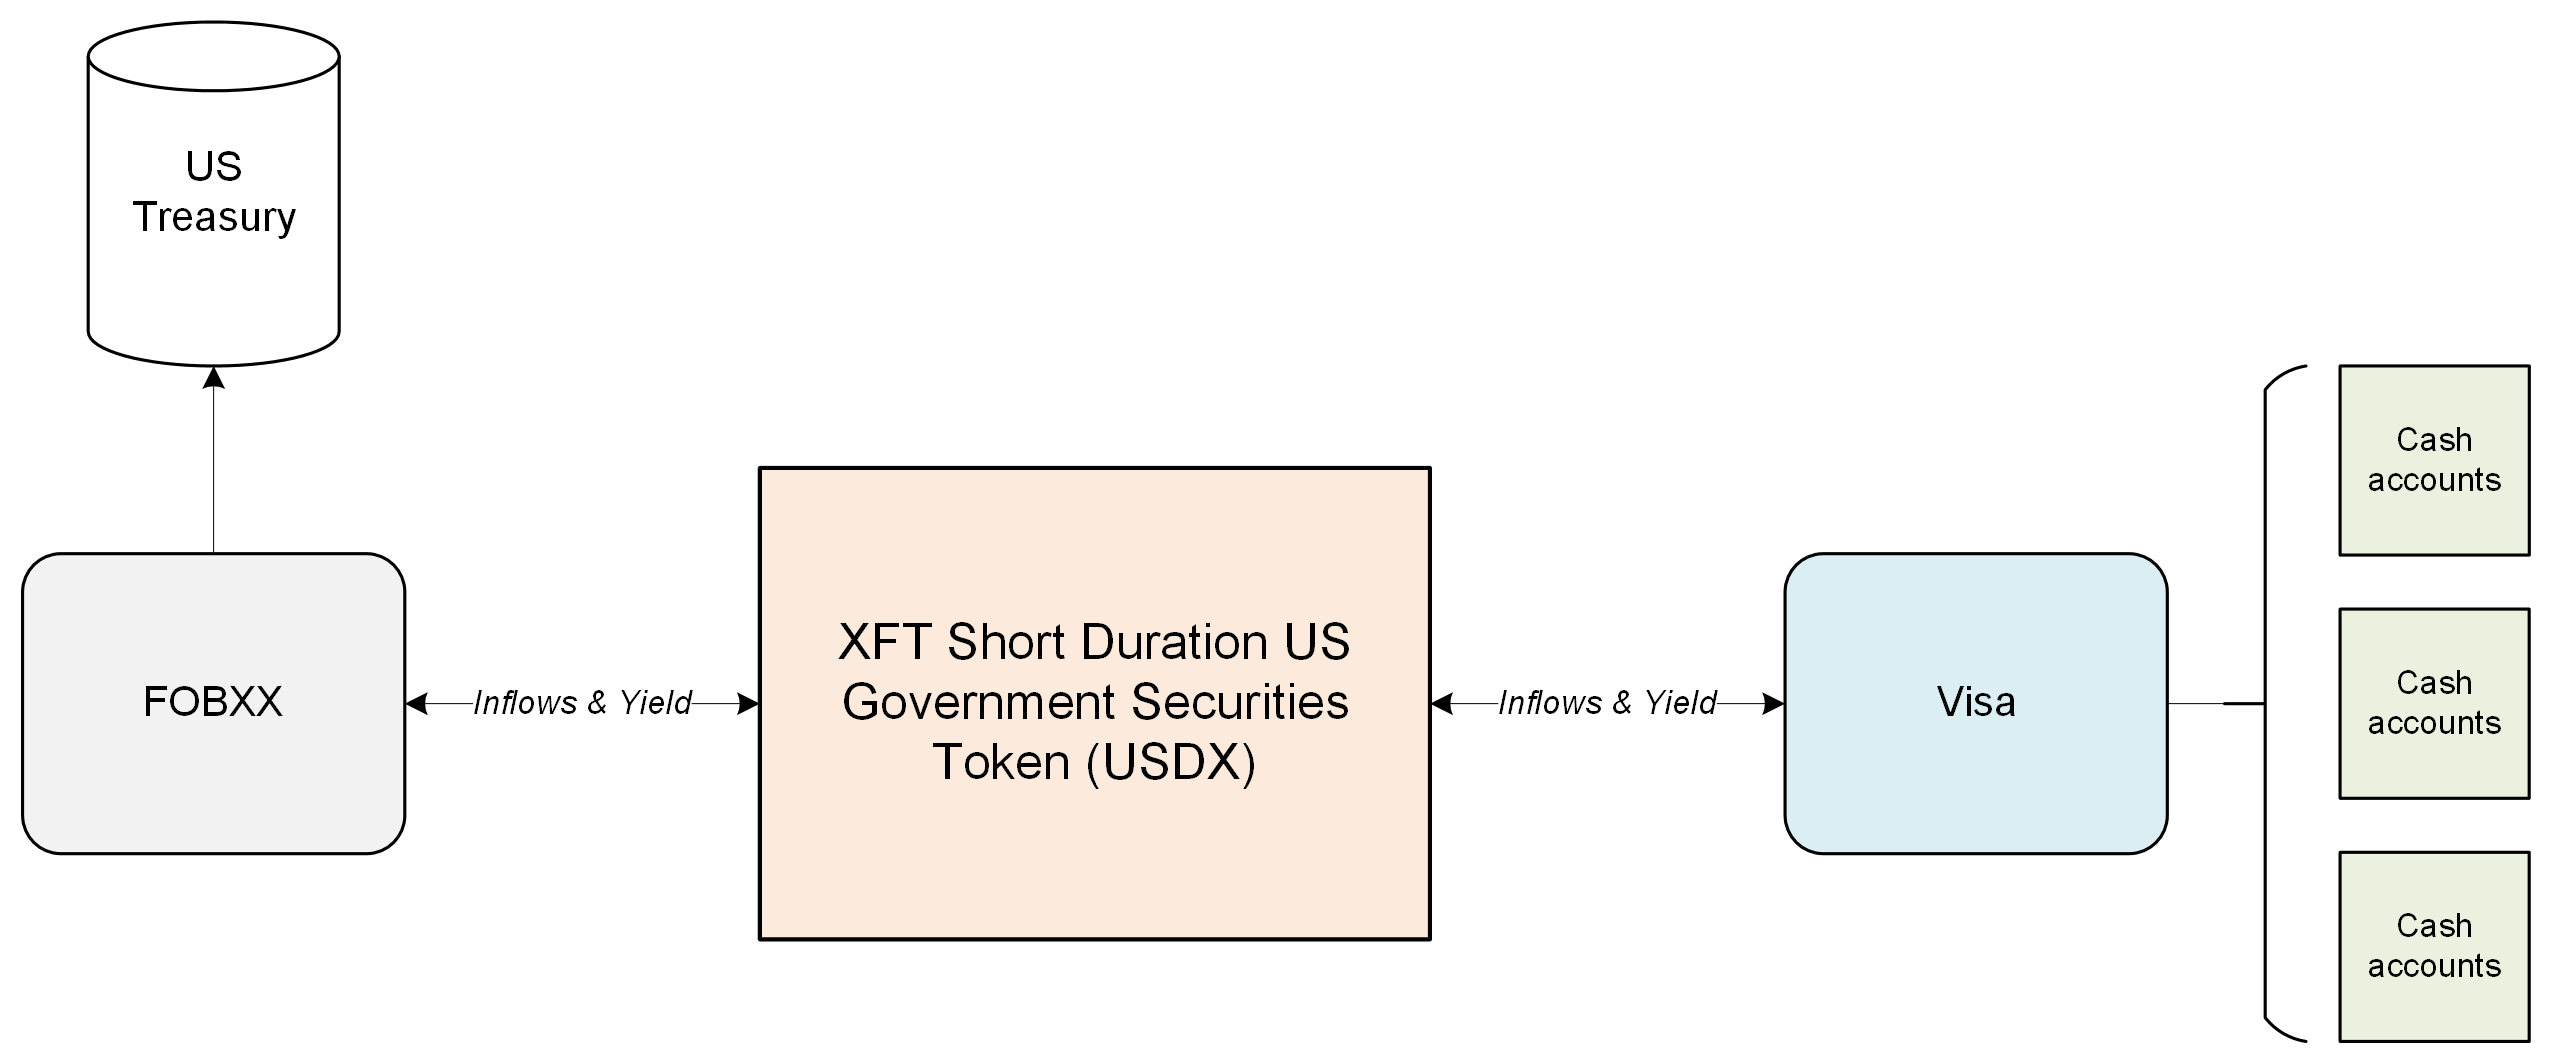 US
Treasury
FOBXX
Inflows & Yield
XFT Short Duration US
Government Securities
Token (USDX)
Inflows & Yield
Visa
Cash
accounts
Cash
accounts
Cash
accounts